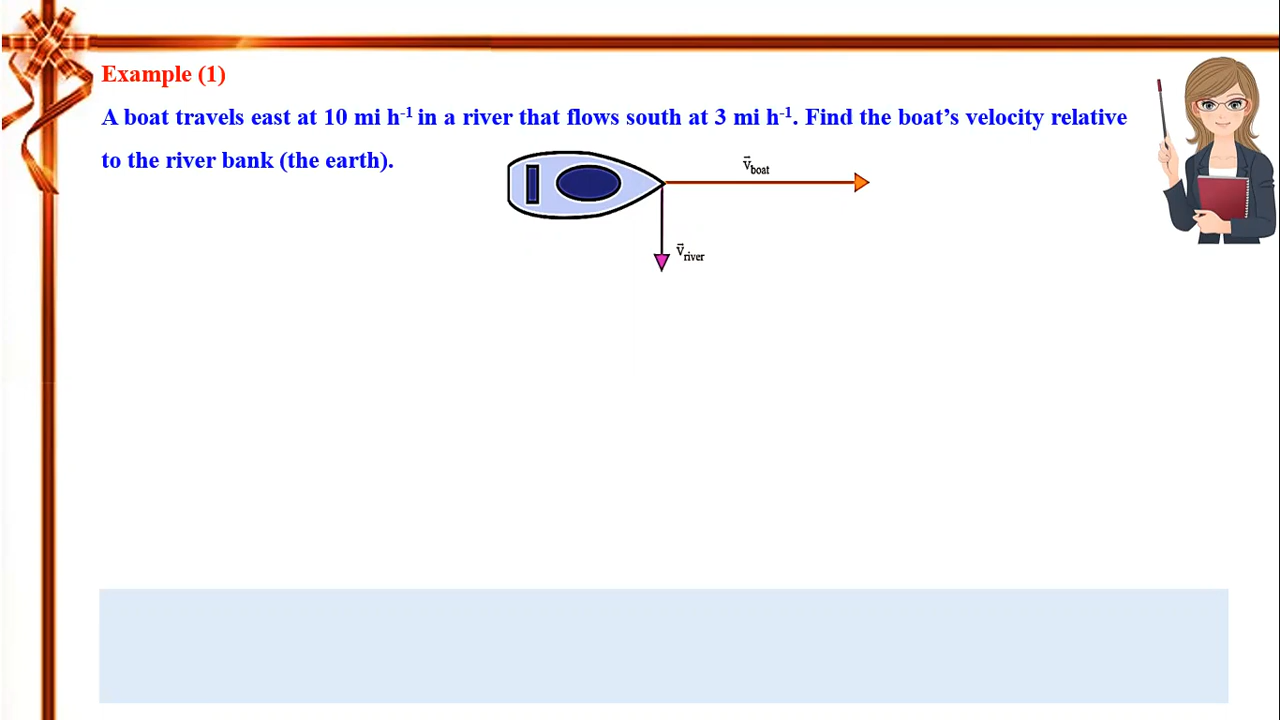 Example (1)
A boat travels east at 10 mi h⁻¹ in a river that flows south at 3 mi h⁻¹. Find the boat’s velocity relative
to the river bank (the earth).
v⃗boat
v⃗river